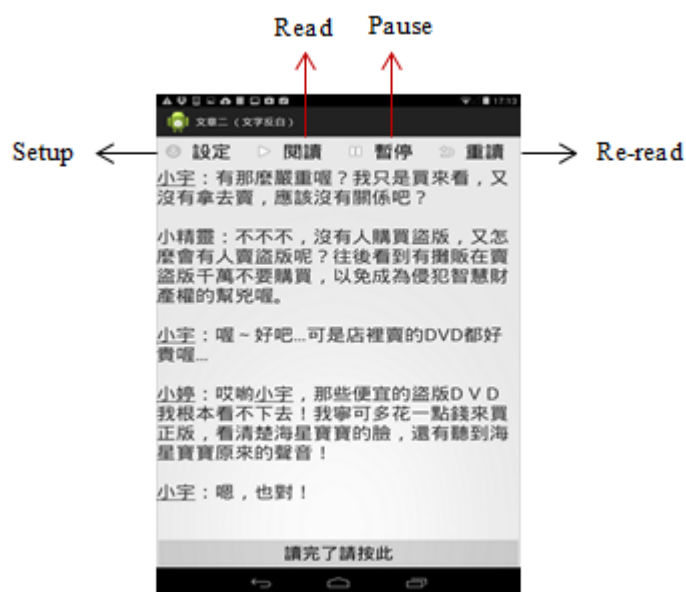 Read Pause
17:13
文章二（文字反白）
Setup 設定 閱讀 暫停 重讀 Re-read
小宇：有那麼嚴重喔？我只是買來看，又
沒有拿去賣，應該沒有關係吧？
小精靈：不不不，沒有人購買盜版，又怎
麼會有人賣盜版呢？往後看到有攤販在賣
盜版千萬不要購買，以免成為侵犯智慧財
產權的幫兇喔。
小宇：喔～好吧...可是店裡賣的DVD都好
貴喔...
小婷：哎喲小宇，那些便宜的盜版ＤＶＤ
我根本看不下去！我寧可多花一點錢來買
正版，看清楚海星寶寶的臉，還有聽到海
星寶寶原來的聲音！
小宇：嗯，也對！
讀完了請按此